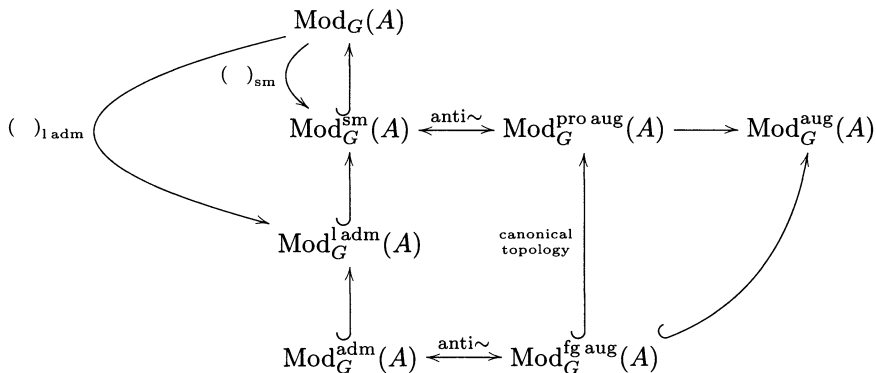 Mod_G(A)
( )_sm
( )_l adm
Mod_G^sm(A) anti~ Mod_G^pro aug(A) Mod_G^aug(A)
canonical
topology
Mod_G^l adm(A)
Mod_G^adm(A) anti~ Mod_G^fg aug(A)